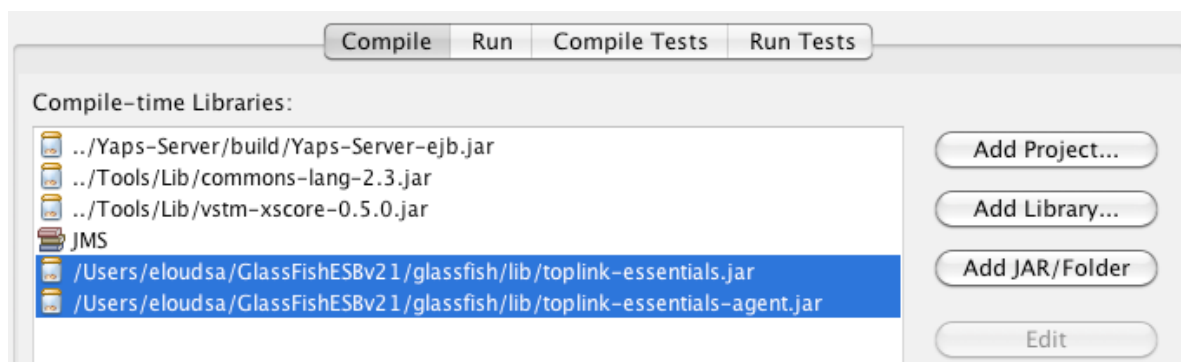 Compile Run Compile Tests Run Tests
Compile-time Libraries:
../Yaps-Server/build/Yaps-Server-ejb.jar
Add Project...
../Tools/Lib/commons-lang-2.3.jar
../Tools/Lib/vstm-xscore-0.5.0.jar
Add Library...
JMS
/Users/eloudsa/GlassFishESBv21/glassfish/lib/toplink-essentials.jar
Add JAR/Folder
/Users/eloudsa/GlassFishESBv21/glassfish/lib/toplink-essentials-agent.jar
Edit